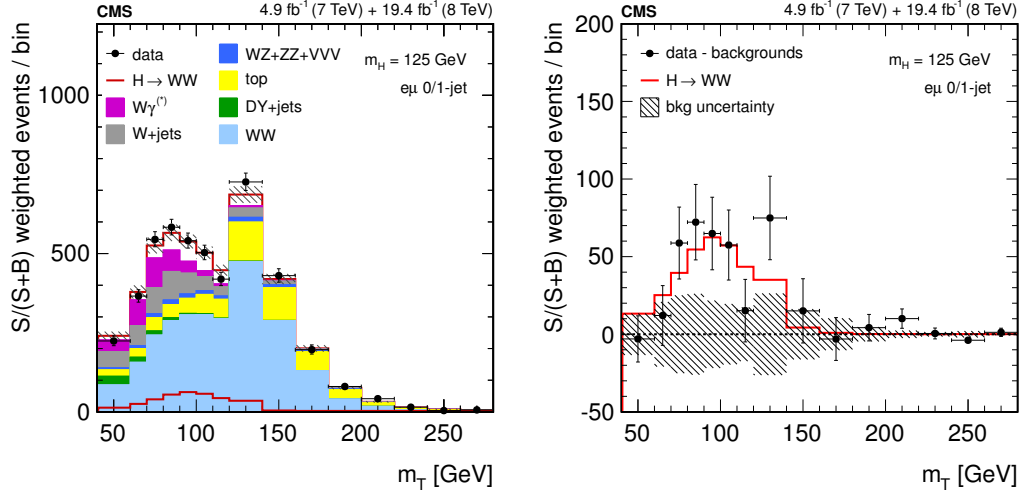 CMS 4.9 fb⁻¹ (7 TeV) + 19.4 fb⁻¹ (8 TeV)
S/(S+B) weighted events / bin
1000
500
0
data
H → WW
Wγ(*)
W+jets
WZ+ZZ+VVV
top
DY+jets
WW
m_H = 125 GeV
eμ 0/1-jet
50 100 150 200 250
m_T [GeV]
CMS 4.9 fb⁻¹ (7 TeV) + 19.4 fb⁻¹ (8 TeV)
S/(S+B) weighted events / bin
200
150
100
50
0
-50
data - backgrounds
H → WW
bkg uncertainty
m_H = 125 GeV
eμ 0/1-jet
50 100 150 200 250
m_T [GeV]